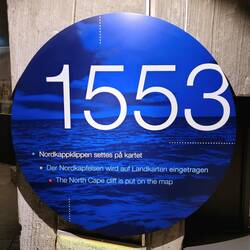 1553
Nordkappklippen settes på kartet
Der Nordkapfelsen wird auf Landkarten eingetragen
The North Cape cliff is put on the map